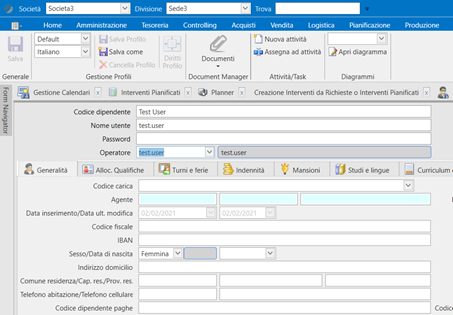 Società Societa3 Divisione Sede3 Trova
Home Amministrazione Tesoreria Controlling Acquisti Vendita Logistica Pianificazione Produzione
Salva
Default
Italiano
Salva Profilo
Salva come
Cancella Profilo
Diritti Profilo
Documenti
Nuova attività
Assegna ad attività
Apri diagramma
Generale Gestione Profili Document Manager Attività/Task Diagrammi
Form Navigator
Gestione Calendari Interventi Pianificati Planner Creazione Interventi da Richieste o Interventi Pianificati
Codice dipendente Test User
Nome utente test.user
Password
Operatore test.user test.user
Generalità Alloc. Qualifiche Turni e ferie Indennità Mansioni Studi e lingue Curriculum
Codice carica
Agente
Data inserimento/Data ult. modifica 02/02/2021 02/02/2021
Codice fiscale
IBAN
Sesso/Data di nascita Femmina
Indirizzo domicilio
Comune residenza/Cap. res./Prov. res.
Telefono abitazione/Telefono cellulare
Codice dipendente paghe